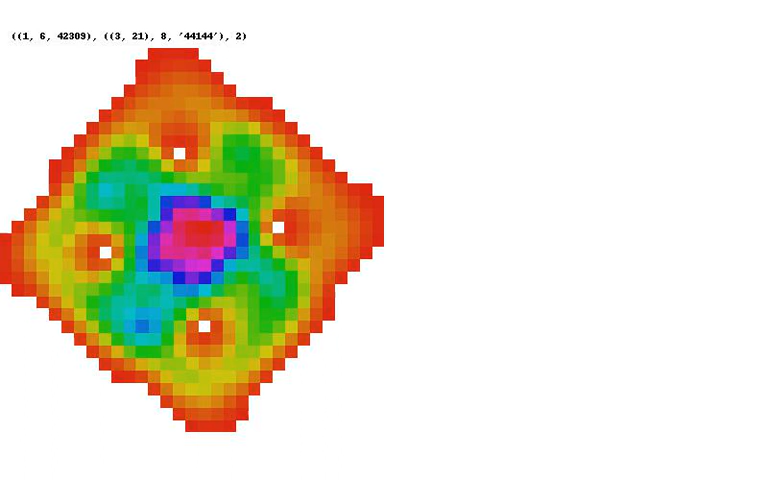 ((1, 6, 42309), ((3, 21), 8, '44144'), 2)